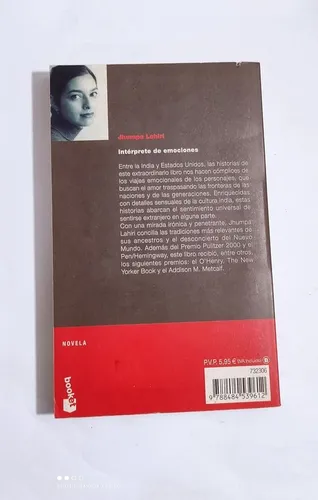 Jhumpa Lahiri
Intérprete de emociones
Entre la India y Estados Unidos, las historias de
este extraordinario libro nos hacen cómplices de
los viajes emocionales de los personajes, que
buscan el amor traspasando las fronteras de las
naciones y de las generaciones. Enriquecidas
con detalles sensuales de la cultura india, estas
historias abarcan el sentimiento universal de
sentirse extranjero en alguna parte.
Con una mirada irónica y penetrante, Jhumpa
Lahiri concilia las tradiciones más relevantes de
sus ancestros y el desconcierto del Nuevo
Mundo. Además del Premio Pulitzer 2000 y el
Pen/Hemingway, este libro recibió, entre otros,
los siguientes premios: el O'Henry, The New
Yorker Book y el Addison M. Metcalf.
NOVELA
P.V.P. 5,95 € (IVA incluido)
732306
9 788484 539612
booket